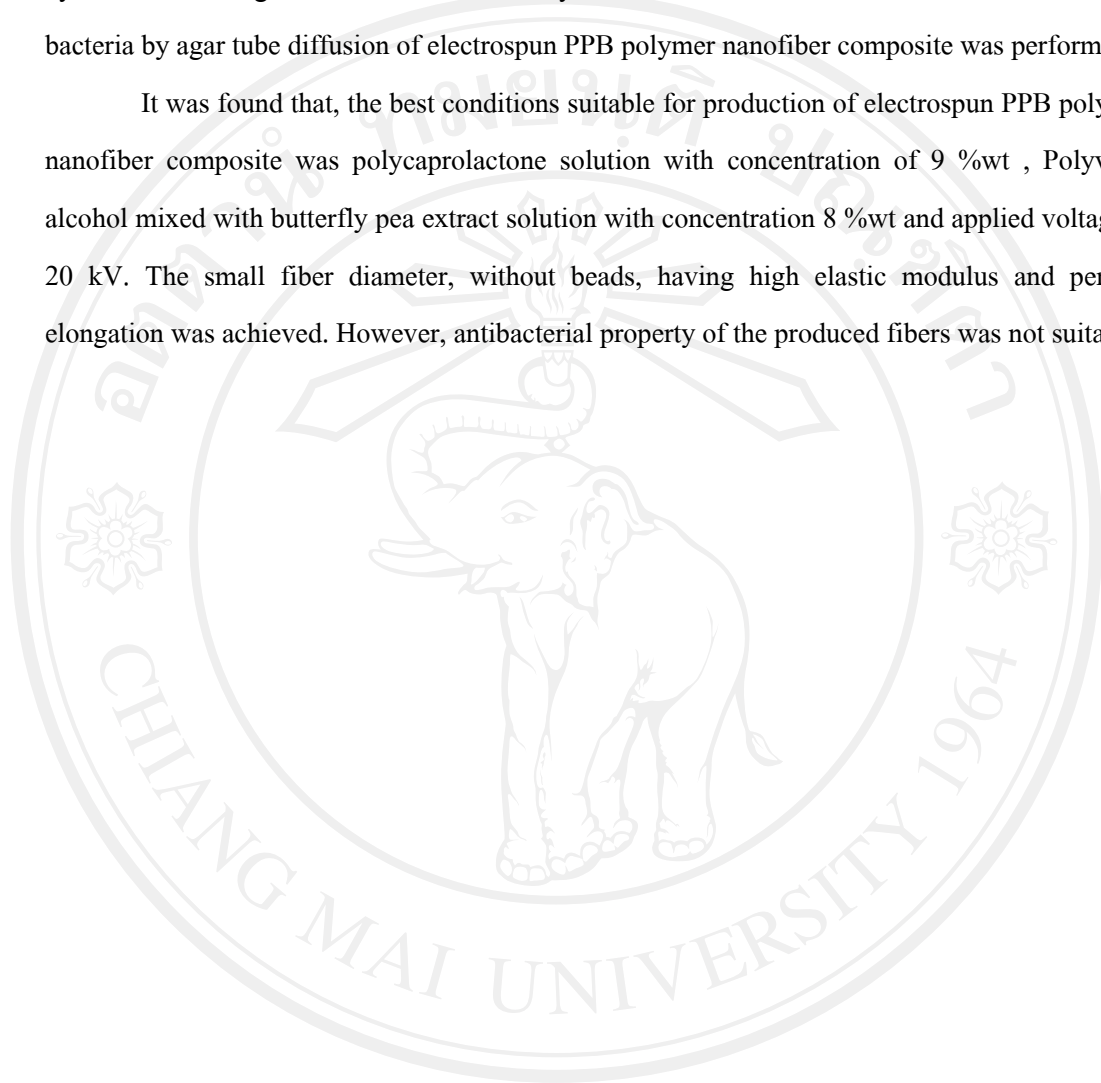 bacteria by agar tube diffusion of electrospun PPB polymer nanofiber composite was perform
It was found that, the best conditions suitable for production of electrospun PPB poly
nanofiber composite was polycaprolactone solution with concentration of 9 %wt , Polyv
alcohol mixed with butterfly pea extract solution with concentration 8 %wt and applied voltag
20 kV. The small fiber diameter, without beads, having high elastic modulus and per
elongation was achieved. However, antibacterial property of the produced fibers was not suita
CHIANG MAI UNIVERSITY 1964